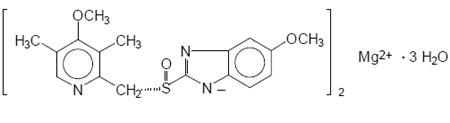 OCH3
H3C CH3 O N OCH3 Mg2+ · 3 H2O
N CH2 S N − 2